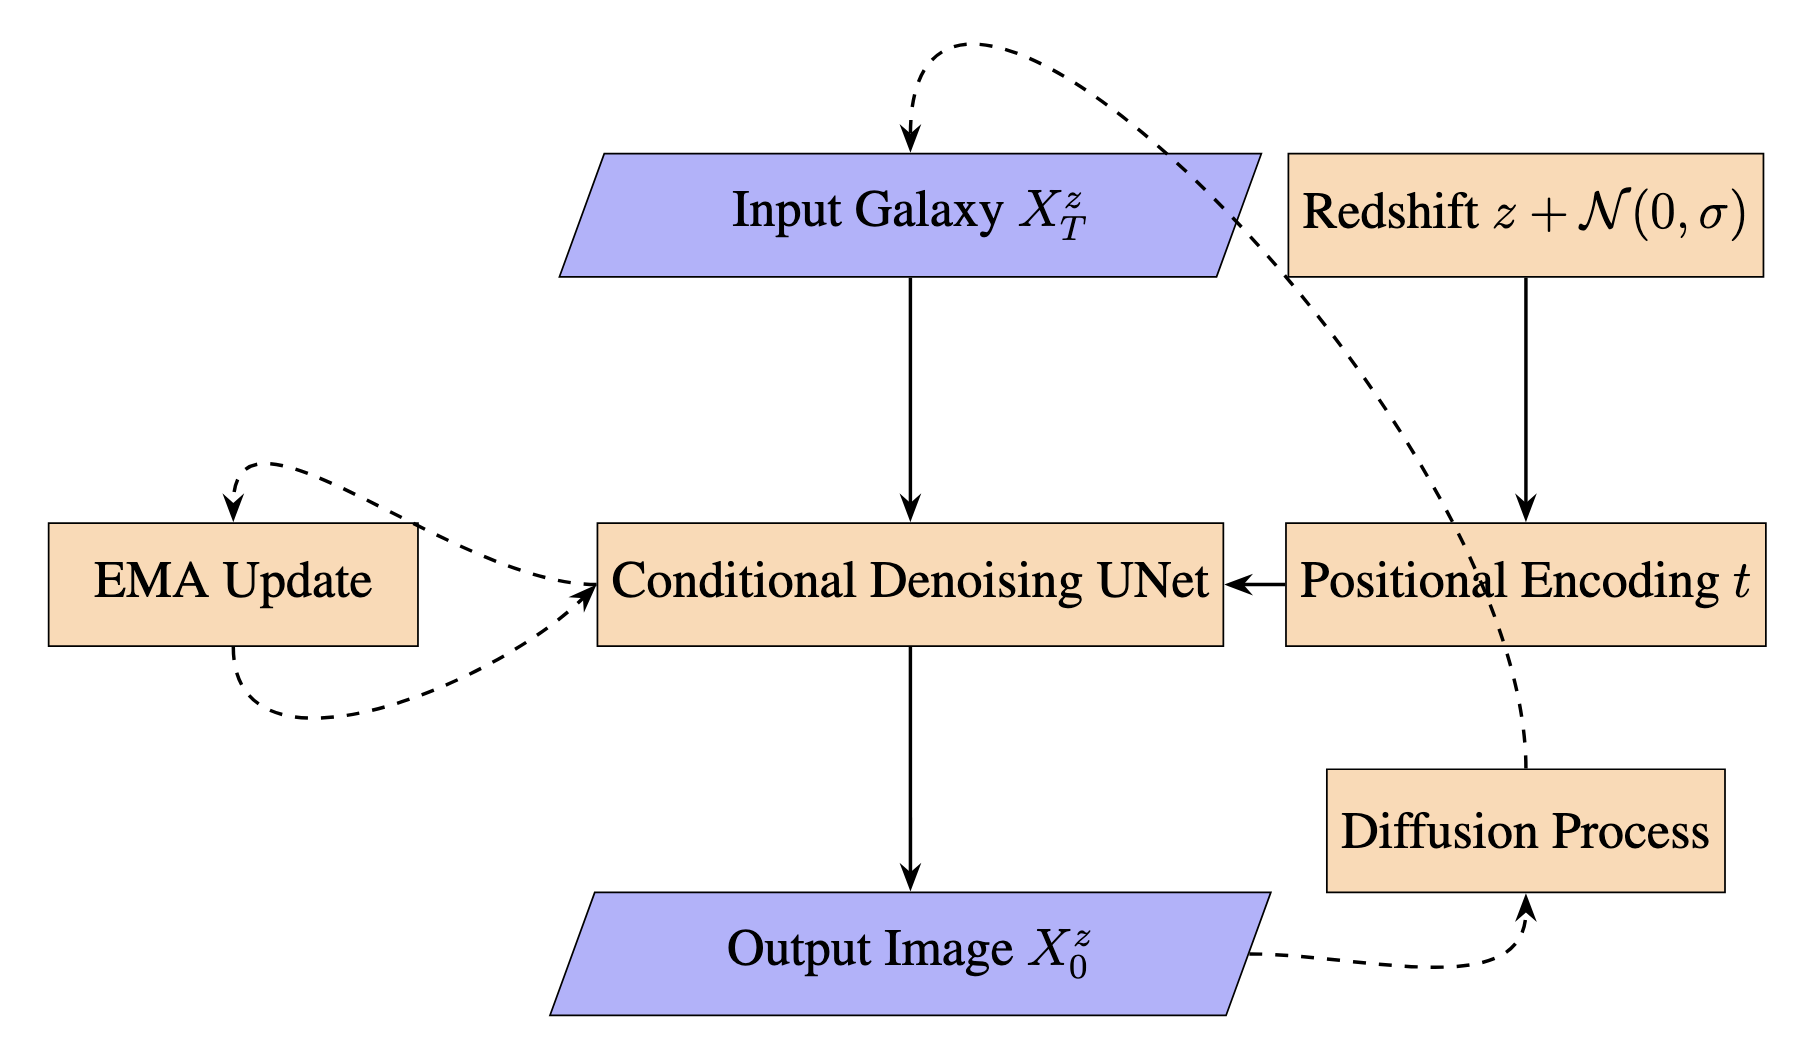 Input Galaxy $X_T^z$
Redshift $z + \mathcal{N}(0, \sigma)$
EMA Update
Conditional Denoising UNet
Positional Encoding $t$
Diffusion Process
Output Image $X_0^z$